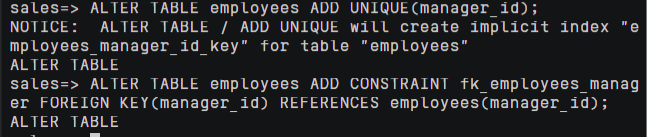 sales=> ALTER TABLE employees ADD UNIQUE(manager_id);
NOTICE:  ALTER TABLE / ADD UNIQUE will create implicit index "e
mployees_manager_id_key" for table "employees"
ALTER TABLE
sales=> ALTER TABLE employees ADD CONSTRAINT fk_employees_manag
er FOREIGN KEY(manager_id) REFERENCES employees(manager_id);
ALTER TABLE